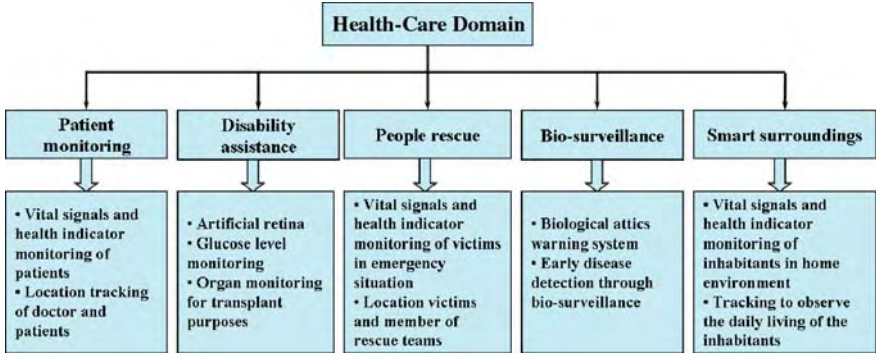 Health-Care Domain
Patient
monitoring
Disability
assistance
People rescue
Bio-surveillance
Smart surroundings
• Vital signals and
health indicator
monitoring of
patients
• Location tracking
of doctor and
patients
• Artificial retina
• Glucose level
monitoring
• Organ monitoring
for transplant
purposes
• Vital signals and
health indicator
monitoring of victims
in emergency
situation
• Location victims
and member of
rescue teams
• Biological attics
warning system
• Early disease
detection through
bio-surveillance
• Vital signals and
health indicator
monitoring of
inhabitants in home
environment
• Tracking to observe
the daily living of the
inhabitants